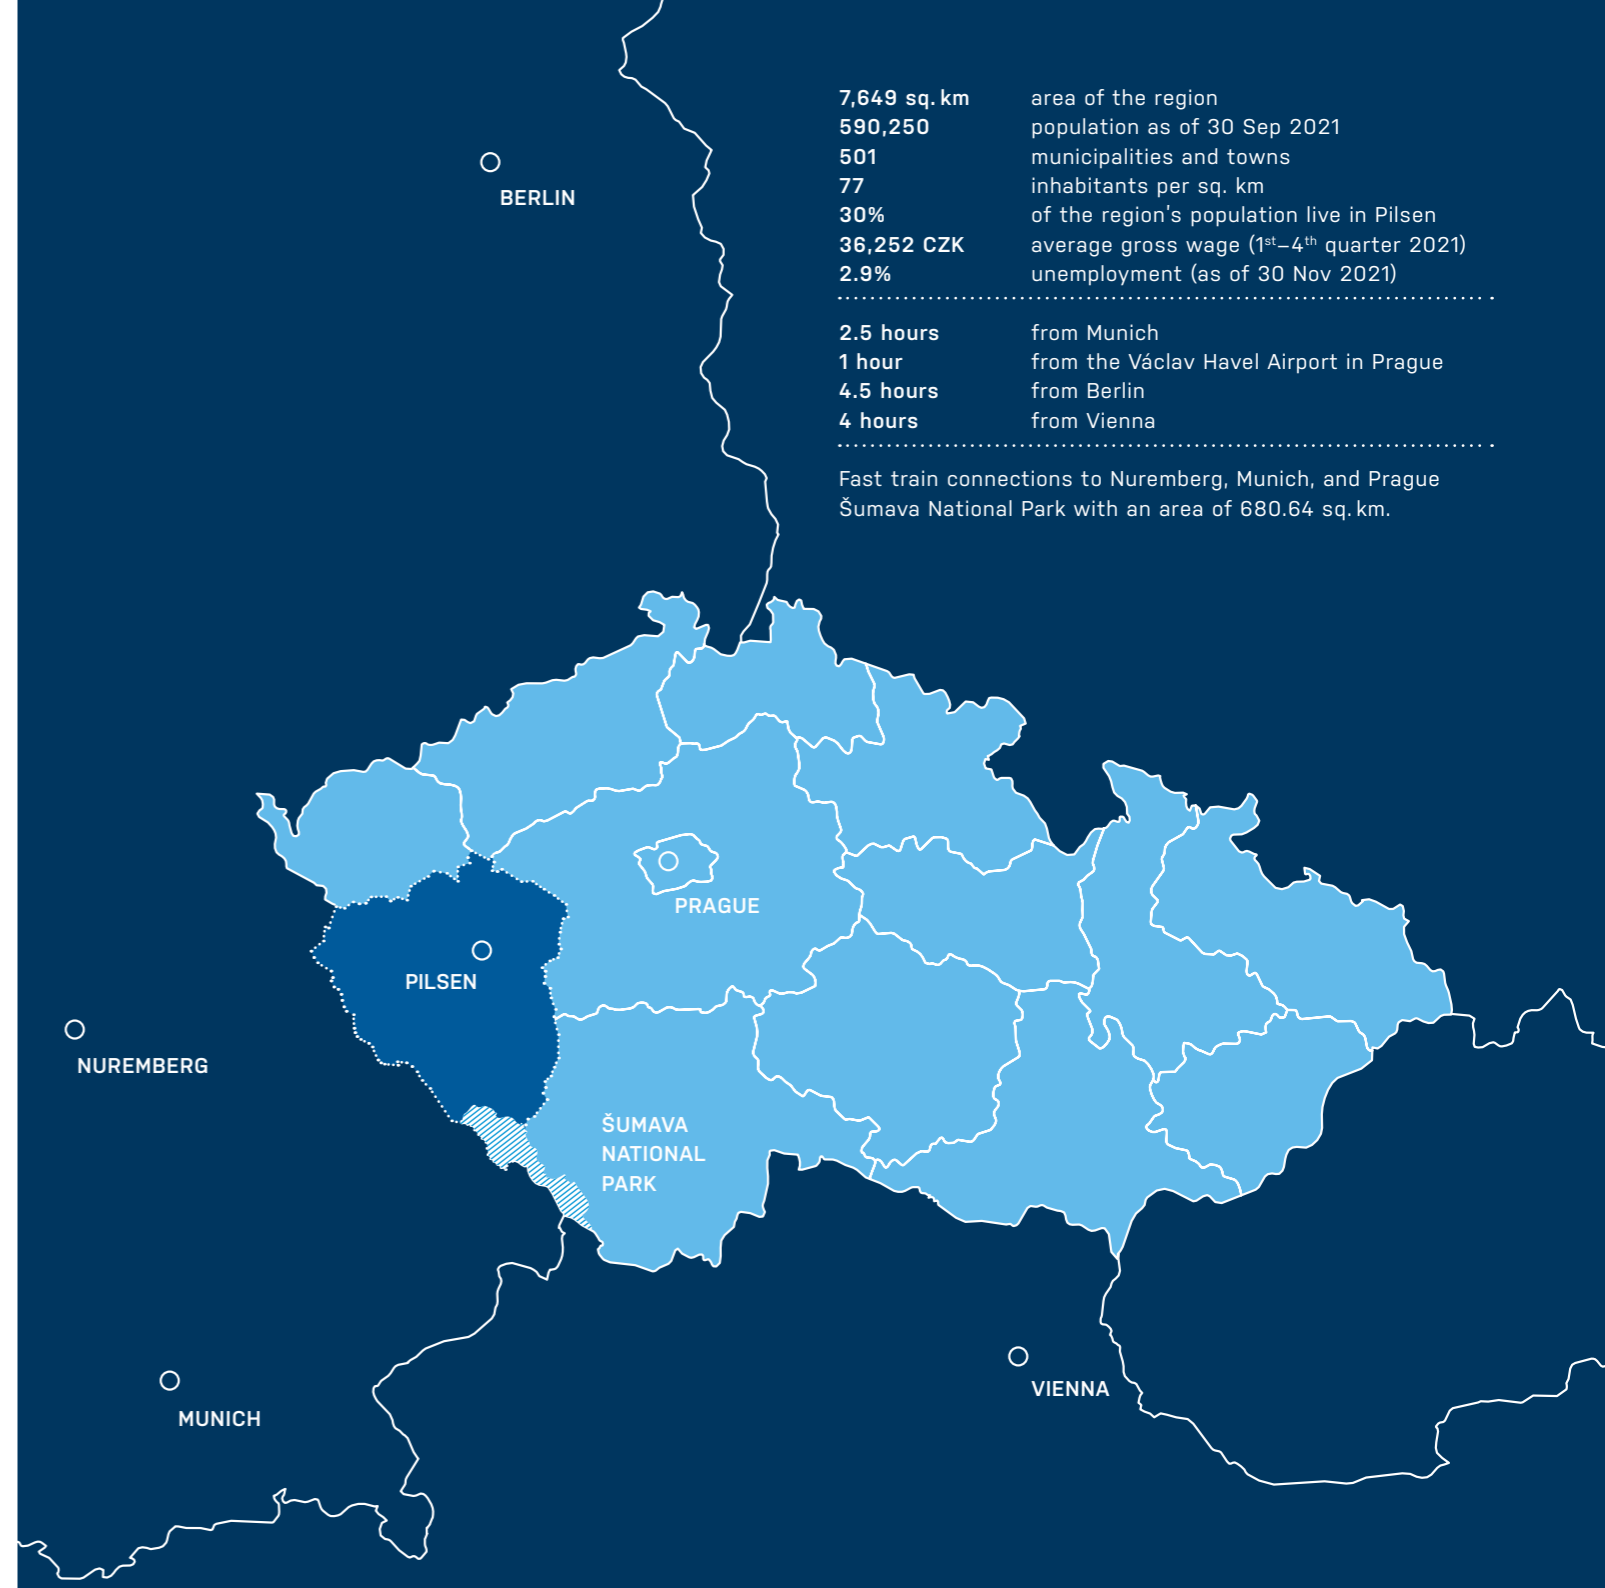 7,649 sq. km area of the region
590,250 population as of 30 Sep 2021
501 municipalities and towns
77 inhabitants per sq. km
30% of the region's population live in Pilsen
36,252 CZK average gross wage (1st–4th quarter 2021)
2.9% unemployment (as of 30 Nov 2021)
2.5 hours from Munich
1 hour from the Václav Havel Airport in Prague
4.5 hours from Berlin
4 hours from Vienna
Fast train connections to Nuremberg, Munich, and Prague
Šumava National Park with an area of 680.64 sq. km.
BERLIN
PRAGUE
PILSEN
NUREMBERG
ŠUMAVA
NATIONAL
PARK
VIENNA
MUNICH